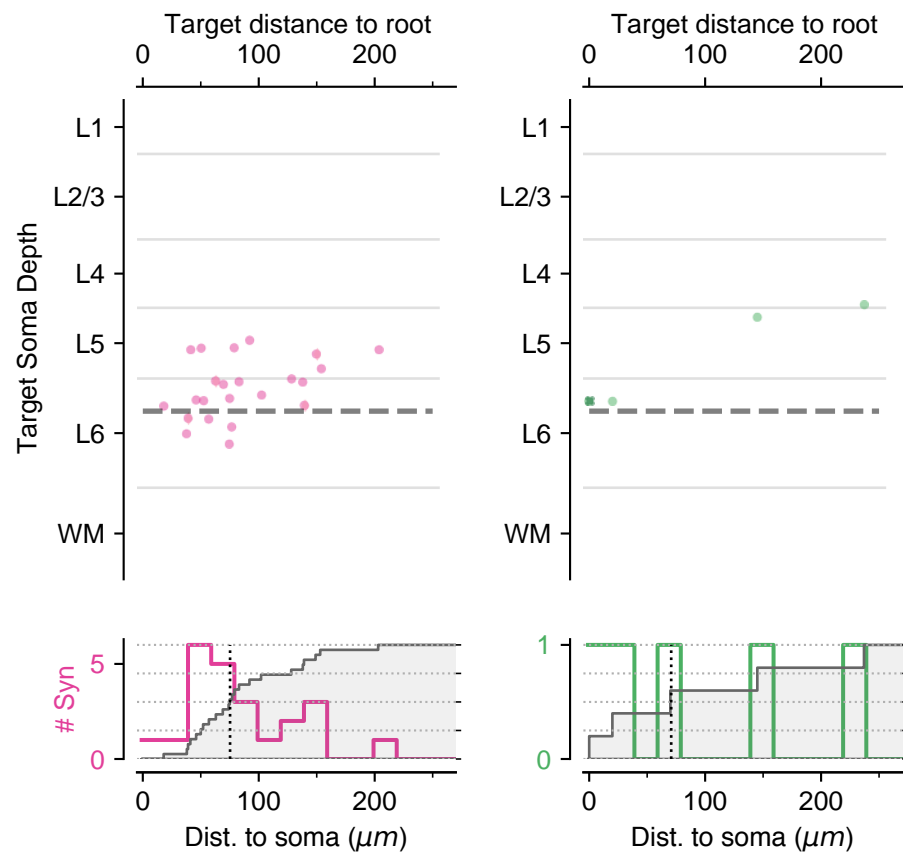 Target distance to root
0 100 200
Target distance to root
0 100 200
Target Soma Depth
L1
L2/3
L4
L5
L6
WM
L1
L2/3
L4
L5
L6
WM
# Syn
5
0
0 100 200
Dist. to soma (μm)
1
0
0 100 200
Dist. to soma (μm)